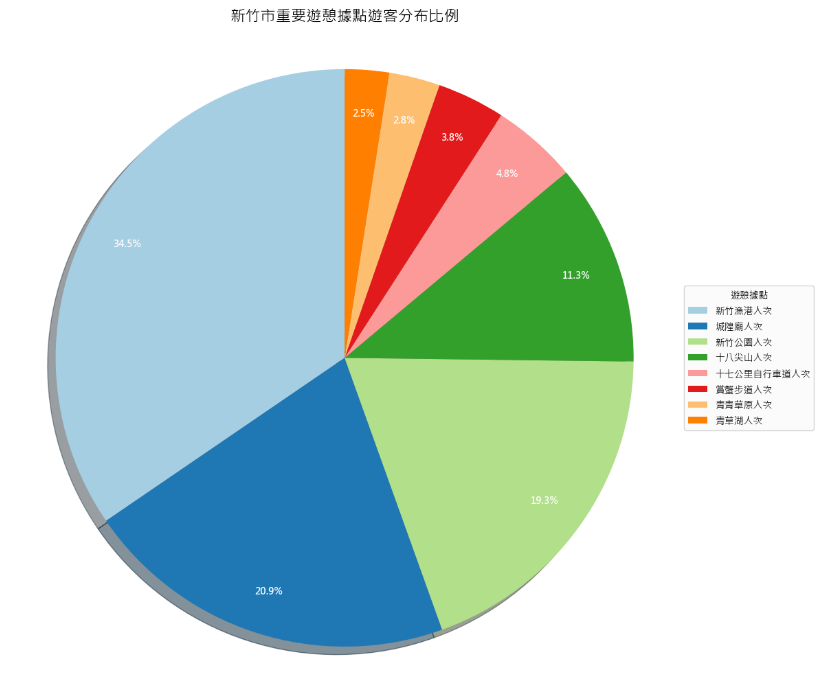 新竹市重要遊憩據點遊客分布比例
2.5%
2.8%
3.8%
4.8%
34.5%
11.3%
19.3%
20.9%
遊憩據點
新竹漁港人次
城隍廟人次
新竹公園人次
十八尖山人次
十七公里自行車道人次
賞蟹步道人次
青青草原人次
青草湖人次